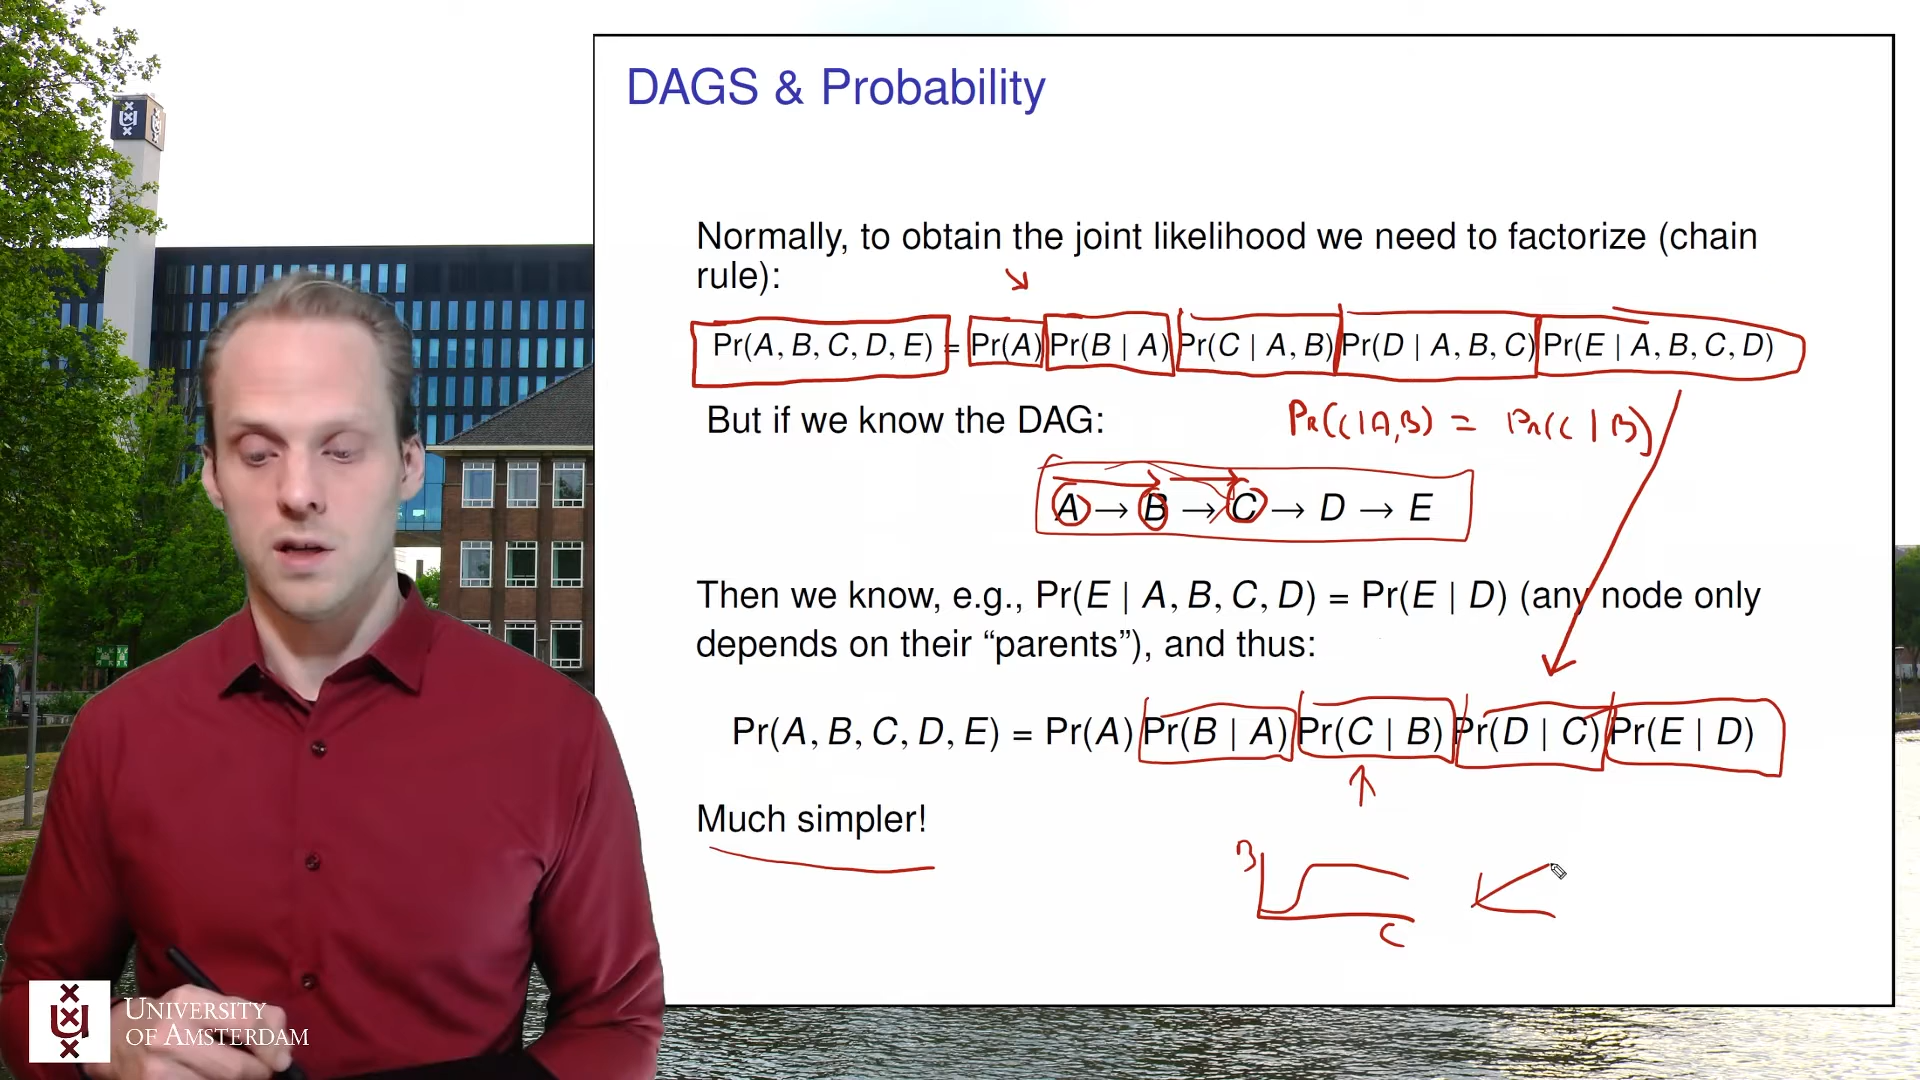 DAGS & Probability
Normally, to obtain the joint likelihood we need to factorize (chain
rule):
Pr(A, B, C, D, E) = Pr(A) Pr(B | A) Pr(C | A, B) Pr(D | A, B, C) Pr(E | A, B, C, D)
But if we know the DAG:
Pr(C | A, B) = Pr(C | B)
A → B → C → D → E
Then we know, e.g., Pr(E | A, B, C, D) = Pr(E | D) (any node only
depends on their “parents”), and thus:
Pr(A, B, C, D, E) = Pr(A) Pr(B | A) Pr(C | B) Pr(D | C) Pr(E | D)
Much simpler!
B
C
UNIVERSITY
OF AMSTERDAM